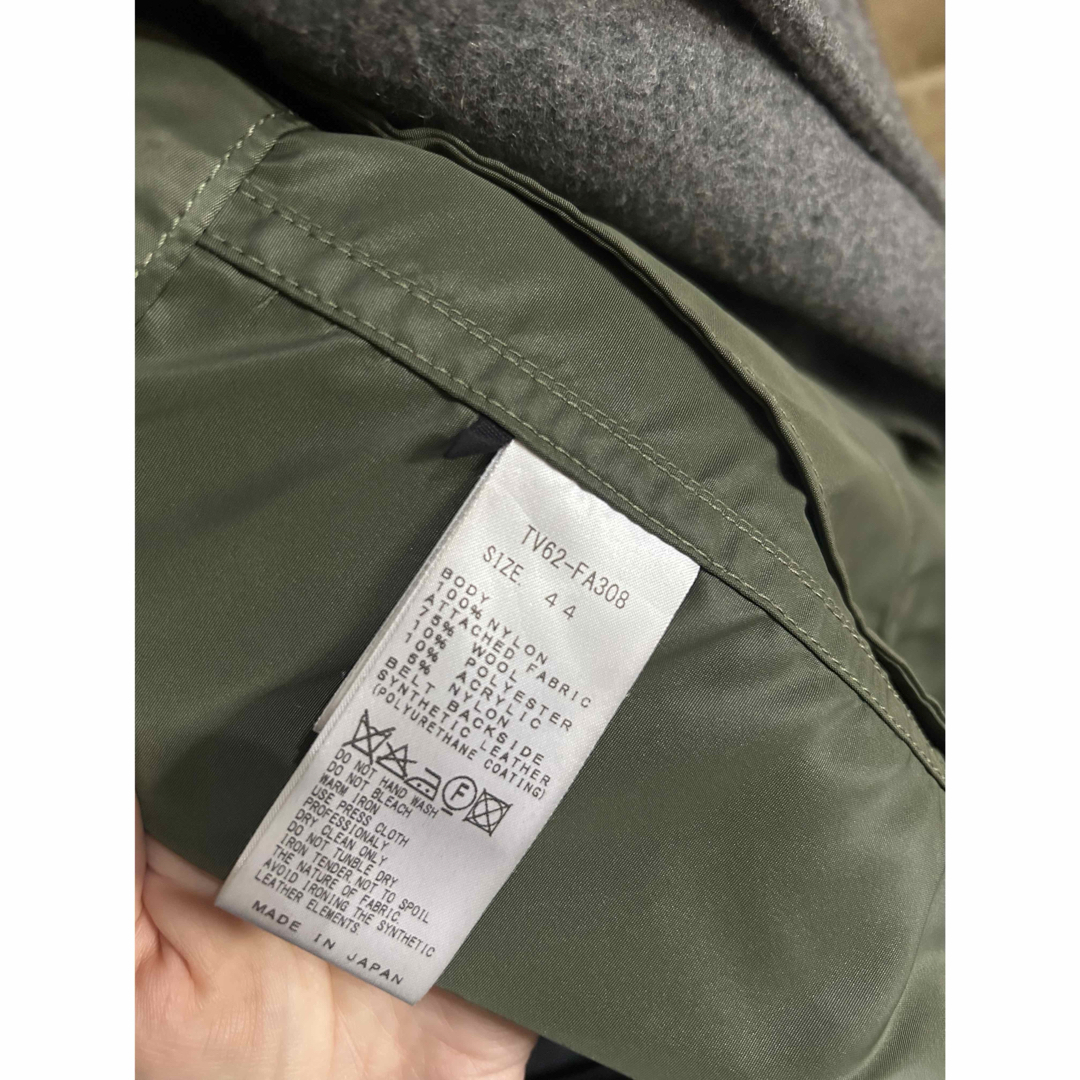 TV62-FA308
SIZE. 44
BODY
100% NYLON
ATTACHED FABRIC
75% WOOL
10% POLYESTER
10% ACRYLIC
5% NYLON
BELT BACKSIDE
SYNTHETIC LEATHER
(POLYURETHANE COATING)
F
DO NOT HAND WASH
DO NOT BLEACH
WARM IRON
USE PRESS CLOTH
PROFESSIONALY
DRY CLEAN ONLY
DO NOT TUMBLE DRY
IRON TENDER, NOT TO SPOIL
THE NATURE OF FABRIC.
AVOID IRONING THE SYNTHETIC
LEATHER ELEMENTS.
MADE IN JAPAN